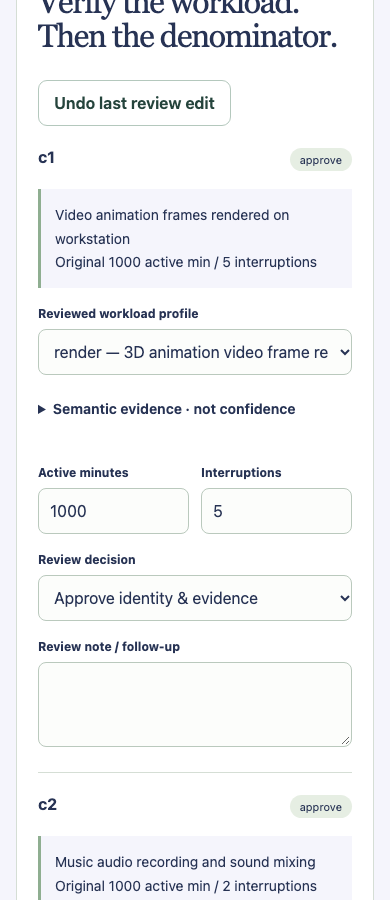 Verify the workload.
Then the denominator.
Undo last review edit
c1
approve
Video animation frames rendered on
workstation
Original 1000 active min / 5 interruptions
Reviewed workload profile
render — 3D animation video frame re
Semantic evidence · not confidence
Active minutes
Interruptions
1000
5
Review decision
Approve identity & evidence
Review note / follow-up
c2
approve
Music audio recording and sound mixing
Original 1000 active min / 2 interruptions